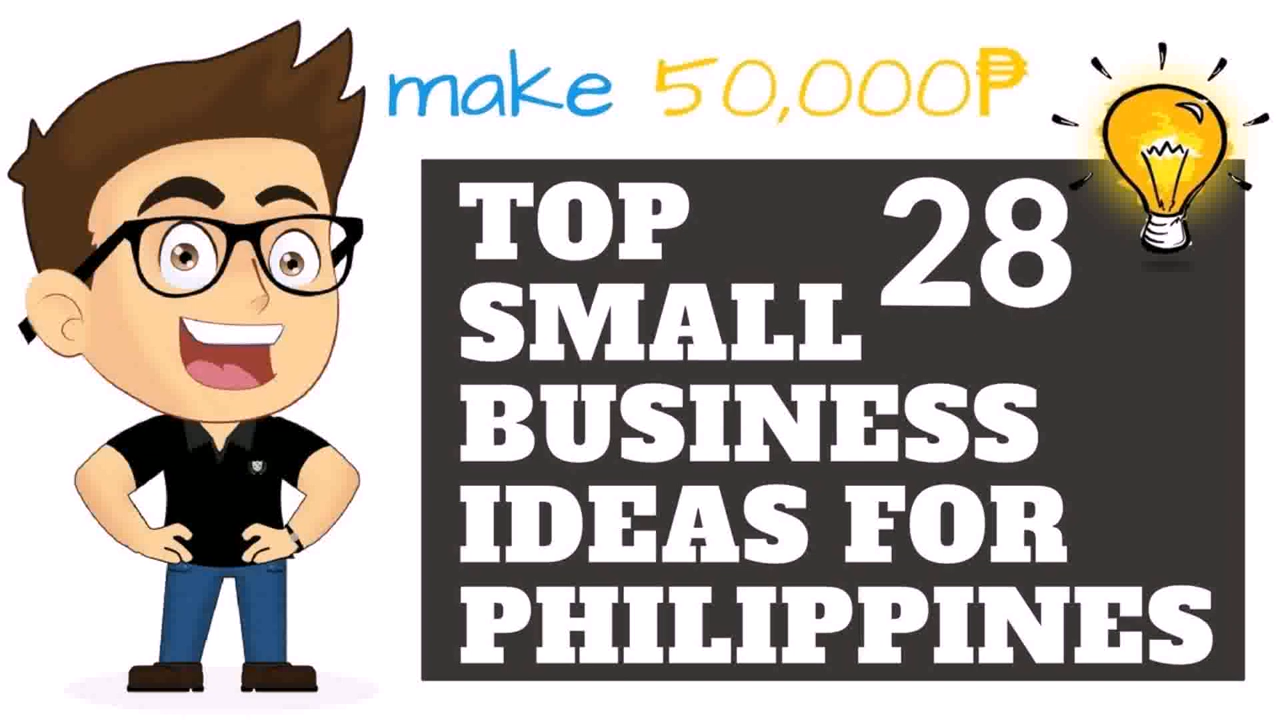 make 50,000₱
TOP 28
SMALL
BUSINESS
IDEAS FOR
PHILIPPINES